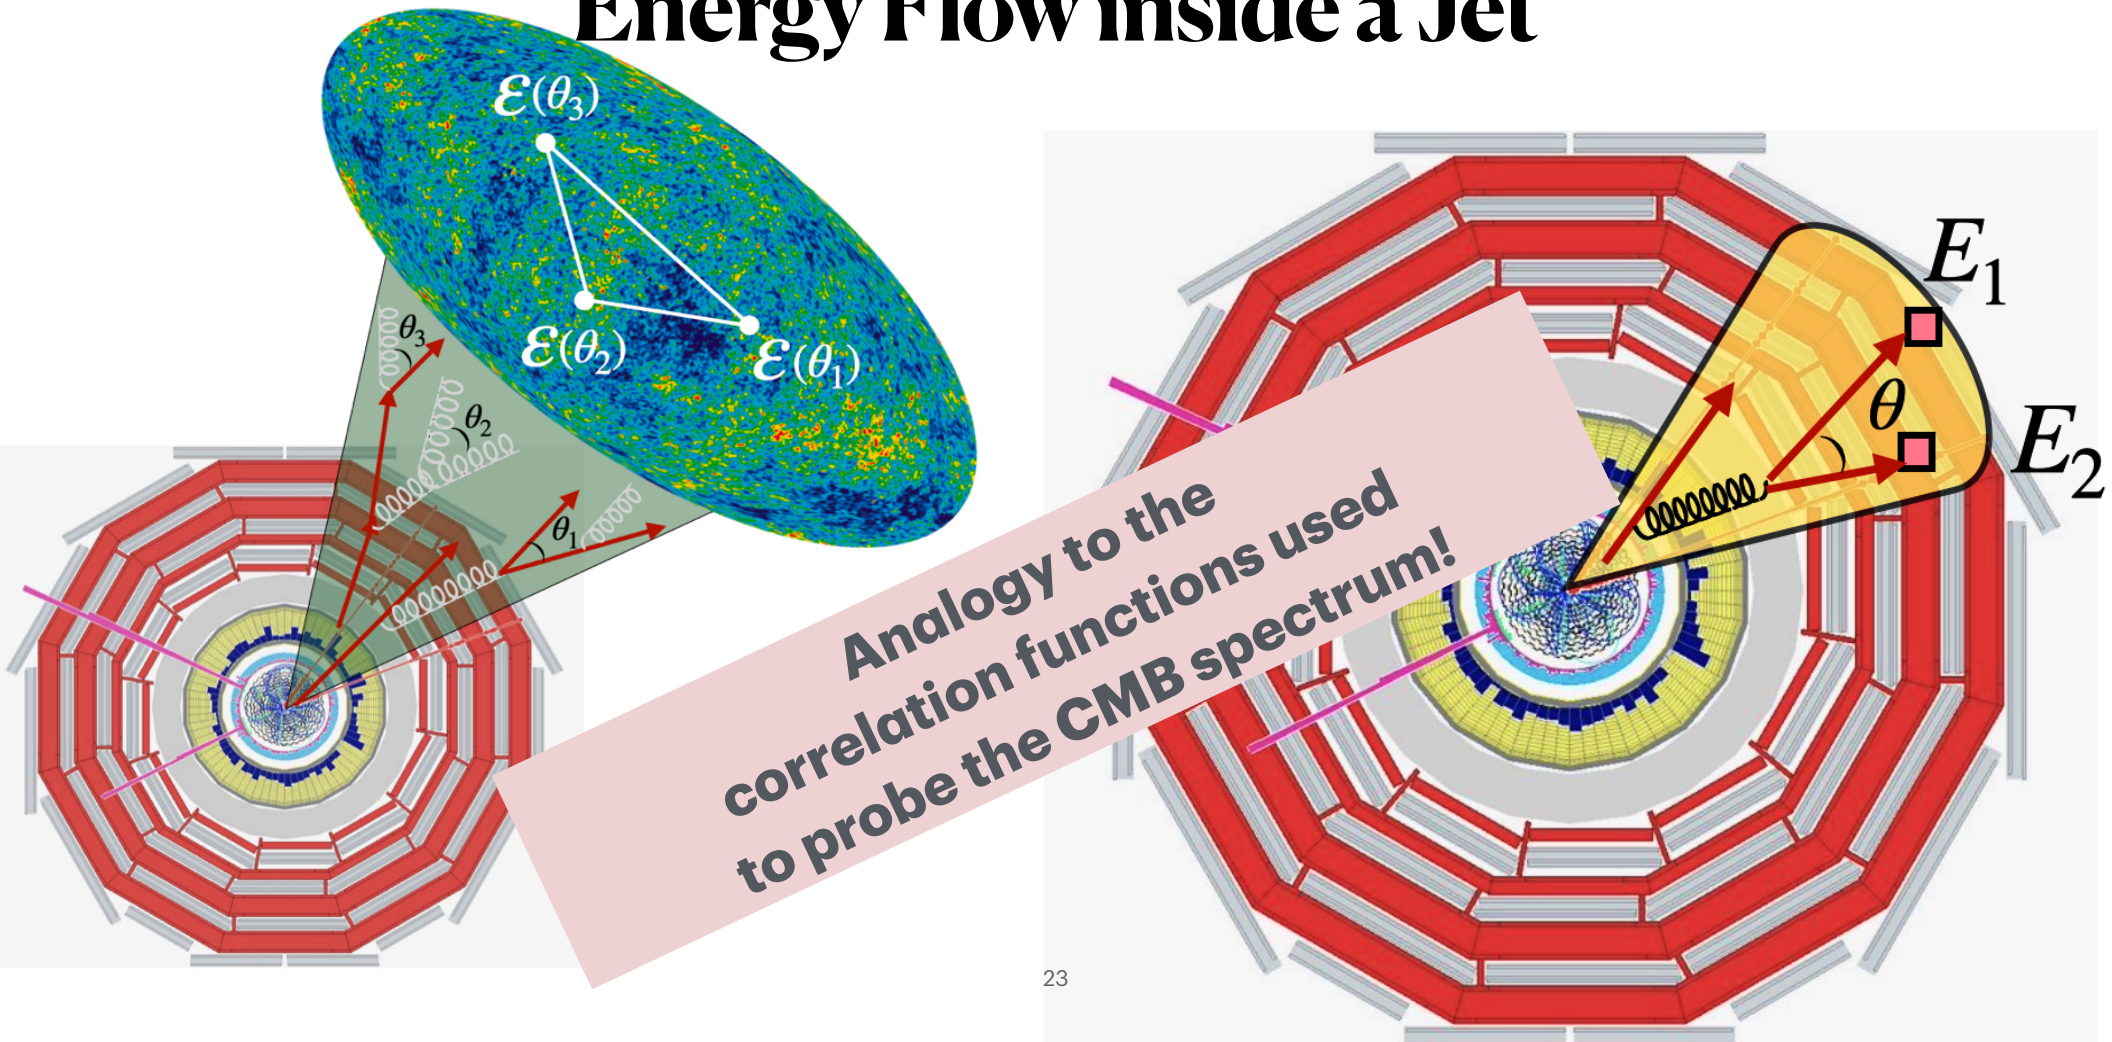 Energy Flow inside a Jet
ℰ(θ₃)
ℰ(θ₂)
ℰ(θ₁)
θ₃
θ₂
θ₁
E₁
θ
E₂
Analogy to the
correlation functions used
to probe the CMB spectrum!
23